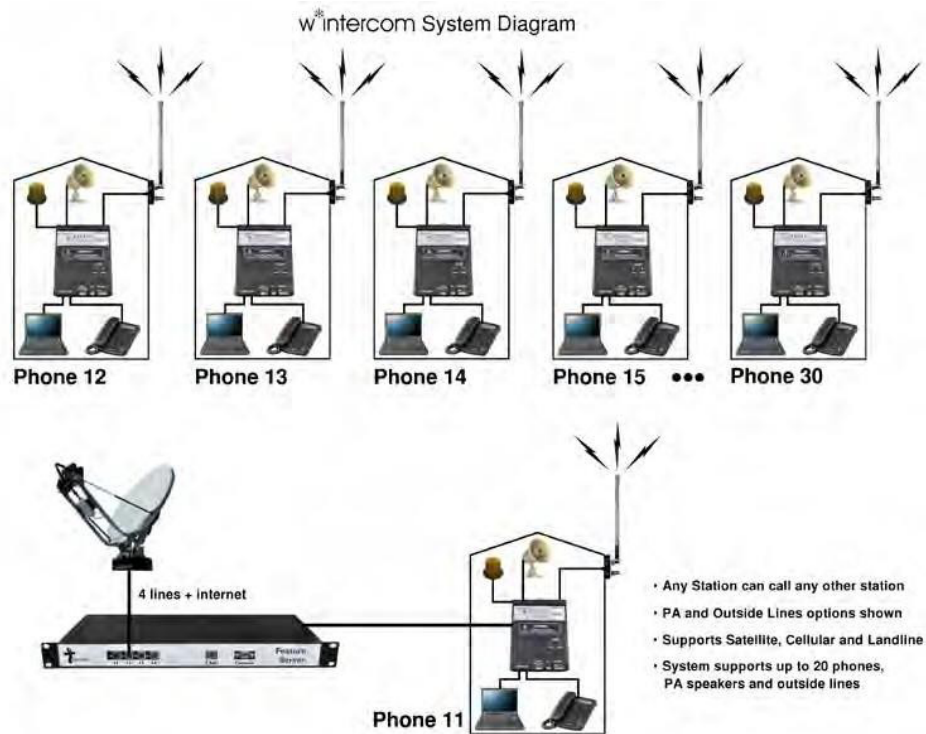 w*intercom System Diagram
Phone 12
Phone 13
Phone 14
Phone 15 •••
Phone 30
4 lines + internet
Feature
Server
Phone 11
• Any Station can call any other station
• PA and Outside Lines options shown
• Supports Satellite, Cellular and Landline
• System supports up to 20 phones,
PA speakers and outside lines